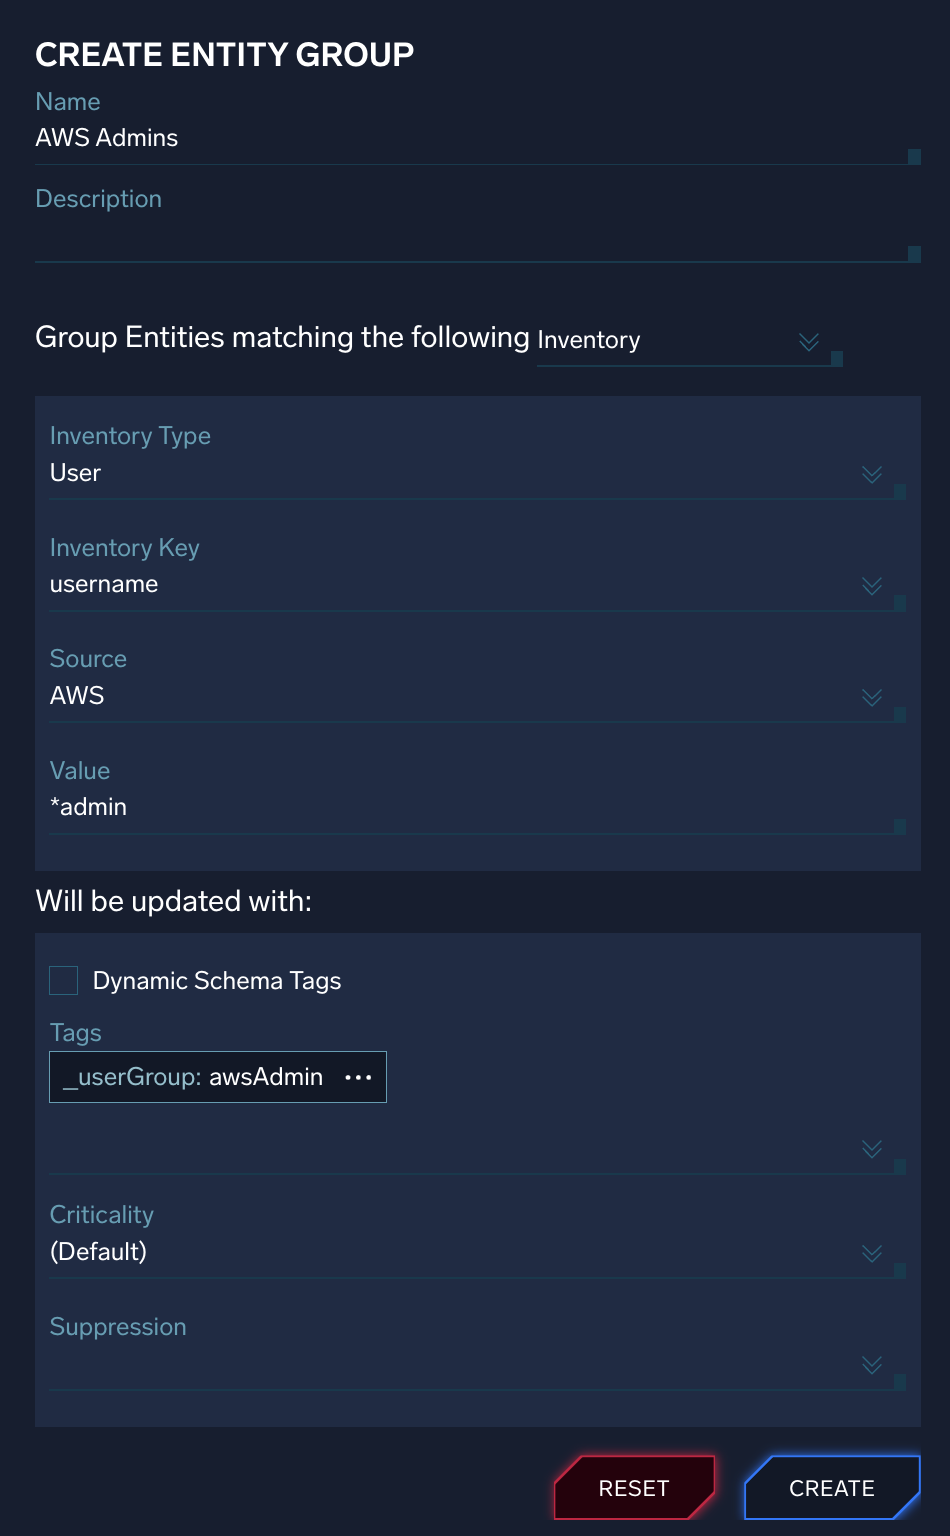 CREATE ENTITY GROUP
Name
AWS Admins
Description
Group Entities matching the following Inventory
Inventory Type
User
Inventory Key
username
Source
AWS
Value
*admin
Will be updated with:
Dynamic Schema Tags
Tags
_userGroup: awsAdmin •••
Criticality
(Default)
Suppression
RESET CREATE